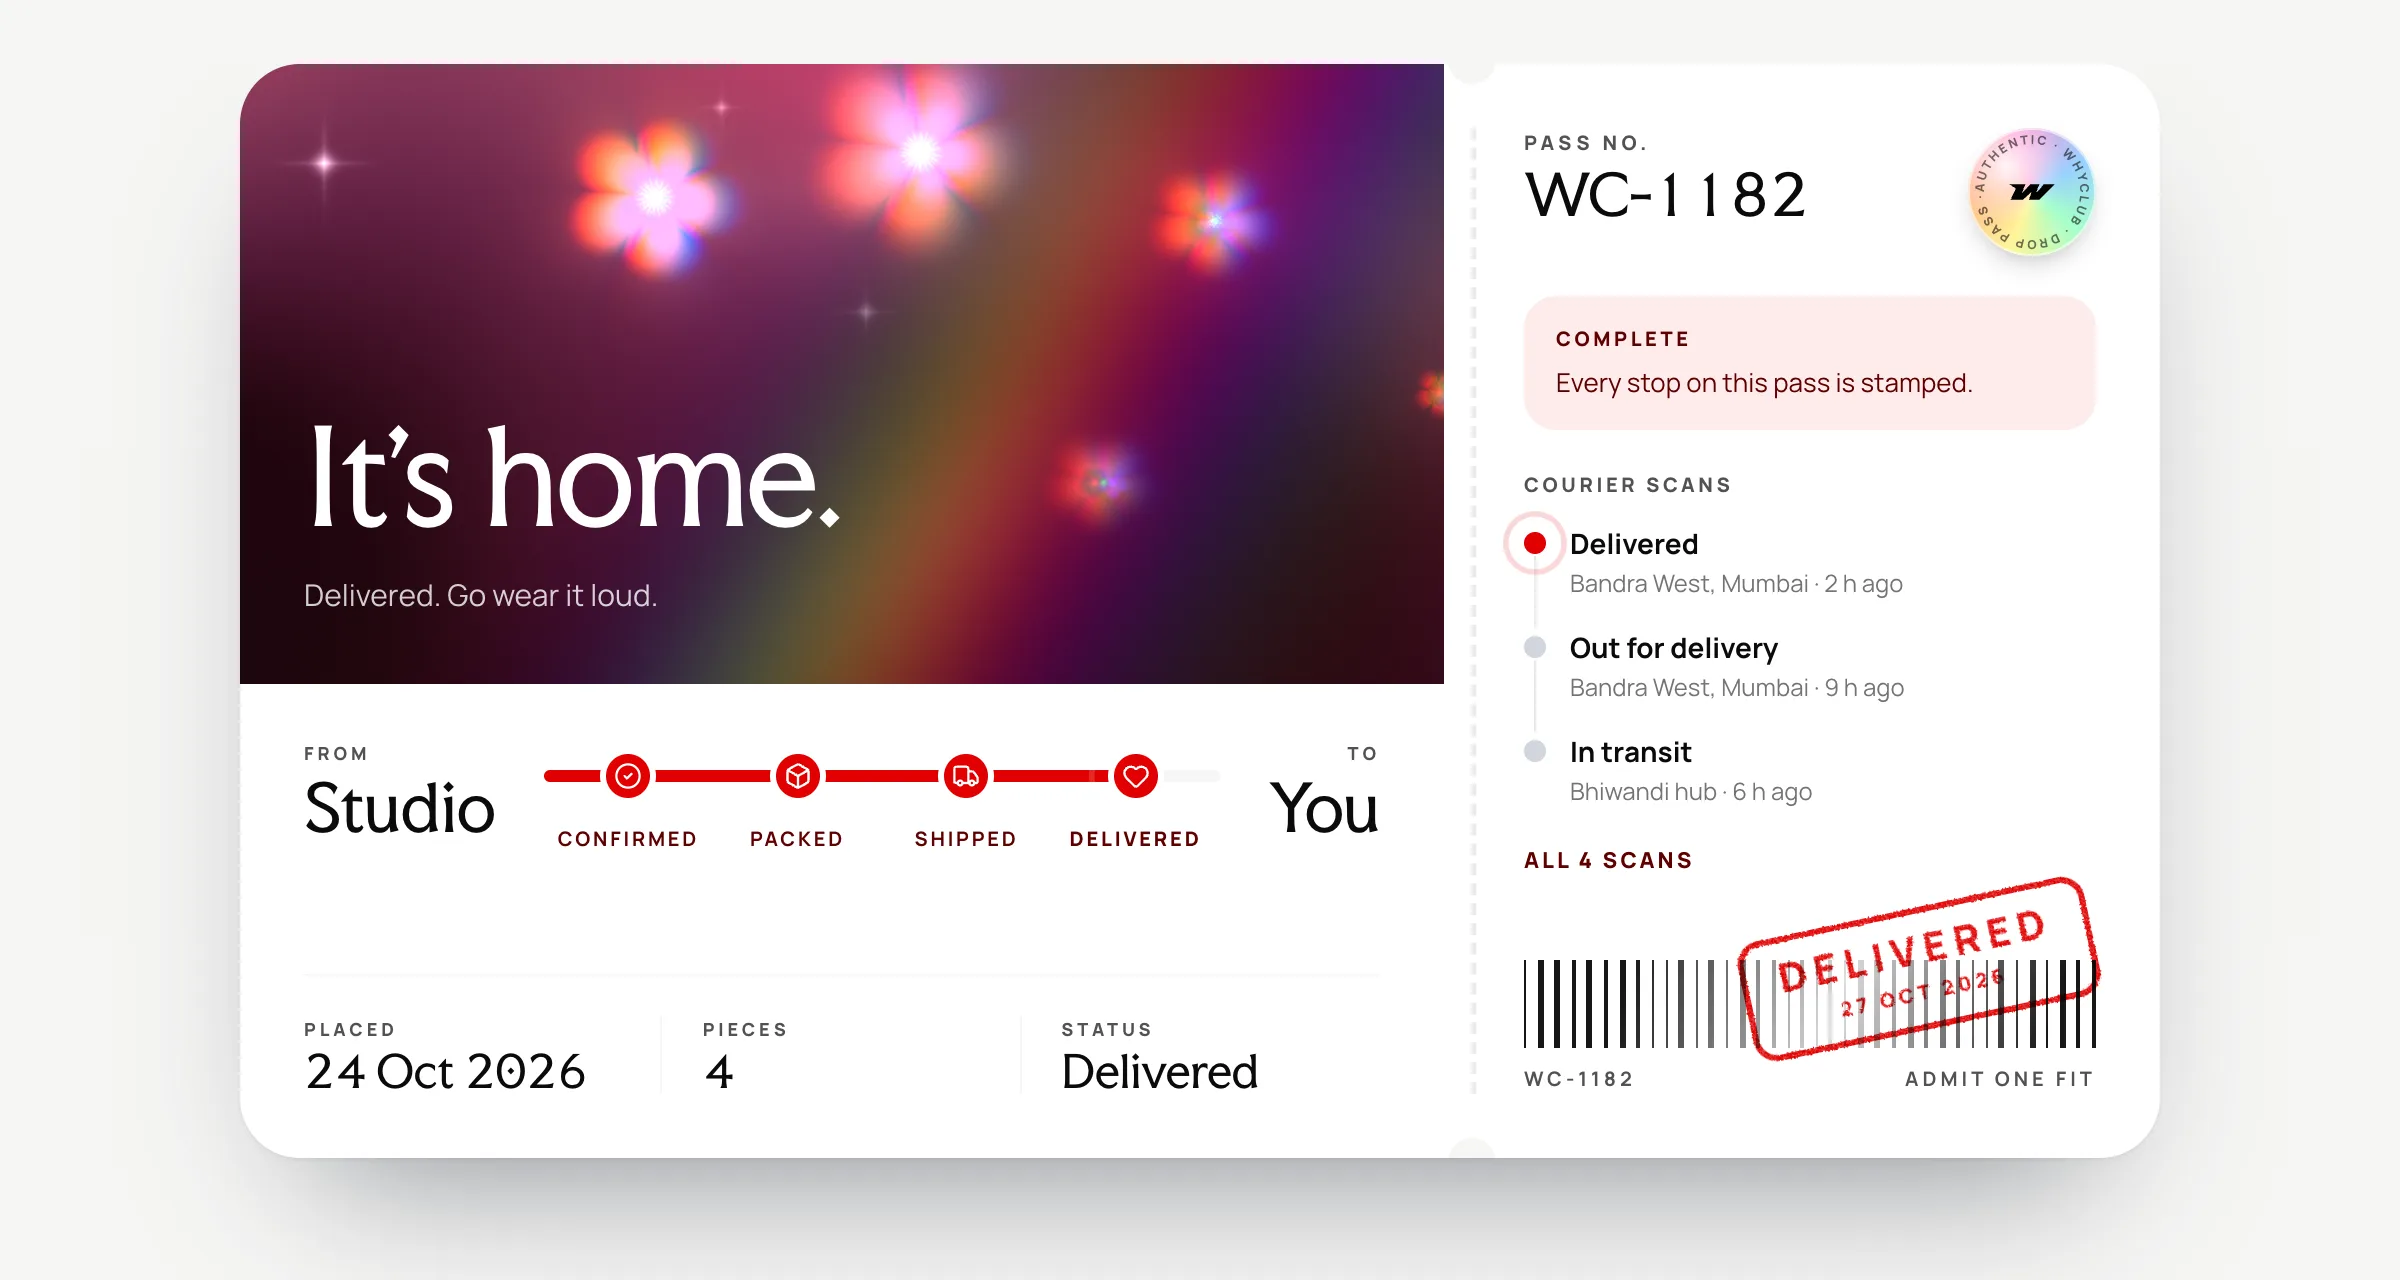 It's home.
Delivered. Go wear it loud.
FROM
Studio
CONFIRMED
PACKED
SHIPPED
DELIVERED
TO
You
PLACED
24 Oct 2026
PIECES
4
STATUS
Delivered
PASS NO.
WC-1182
AUTHENTIC · WHYCLUB · DROP PASS ·
W
COMPLETE
Every stop on this pass is stamped.
COURIER SCANS
Delivered
Bandra West, Mumbai · 2 h ago
Out for delivery
Bandra West, Mumbai · 9 h ago
In transit
Bhiwandi hub · 6 h ago
ALL 4 SCANS
DELIVERED
27 OCT 2026
WC-1182
ADMIT ONE FIT